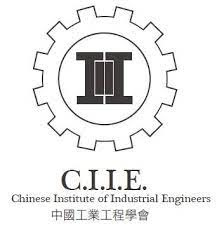 C.I.I.E.
Chinese Institute of Industrial Engineers
中國工業工程學會